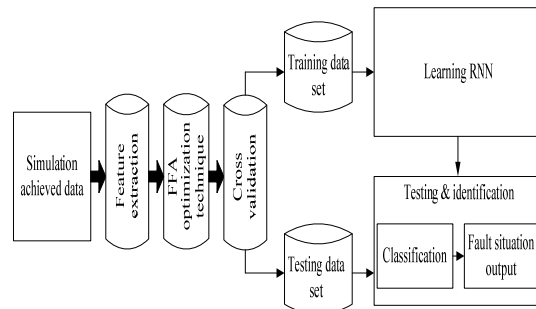 Simulation
achieved data
Feature
extraction
FFA
optimization
technique
Cross
validation
Training data
set
Learning RNN
Testing data
set
Testing & identification
Classification
Fault situation
output